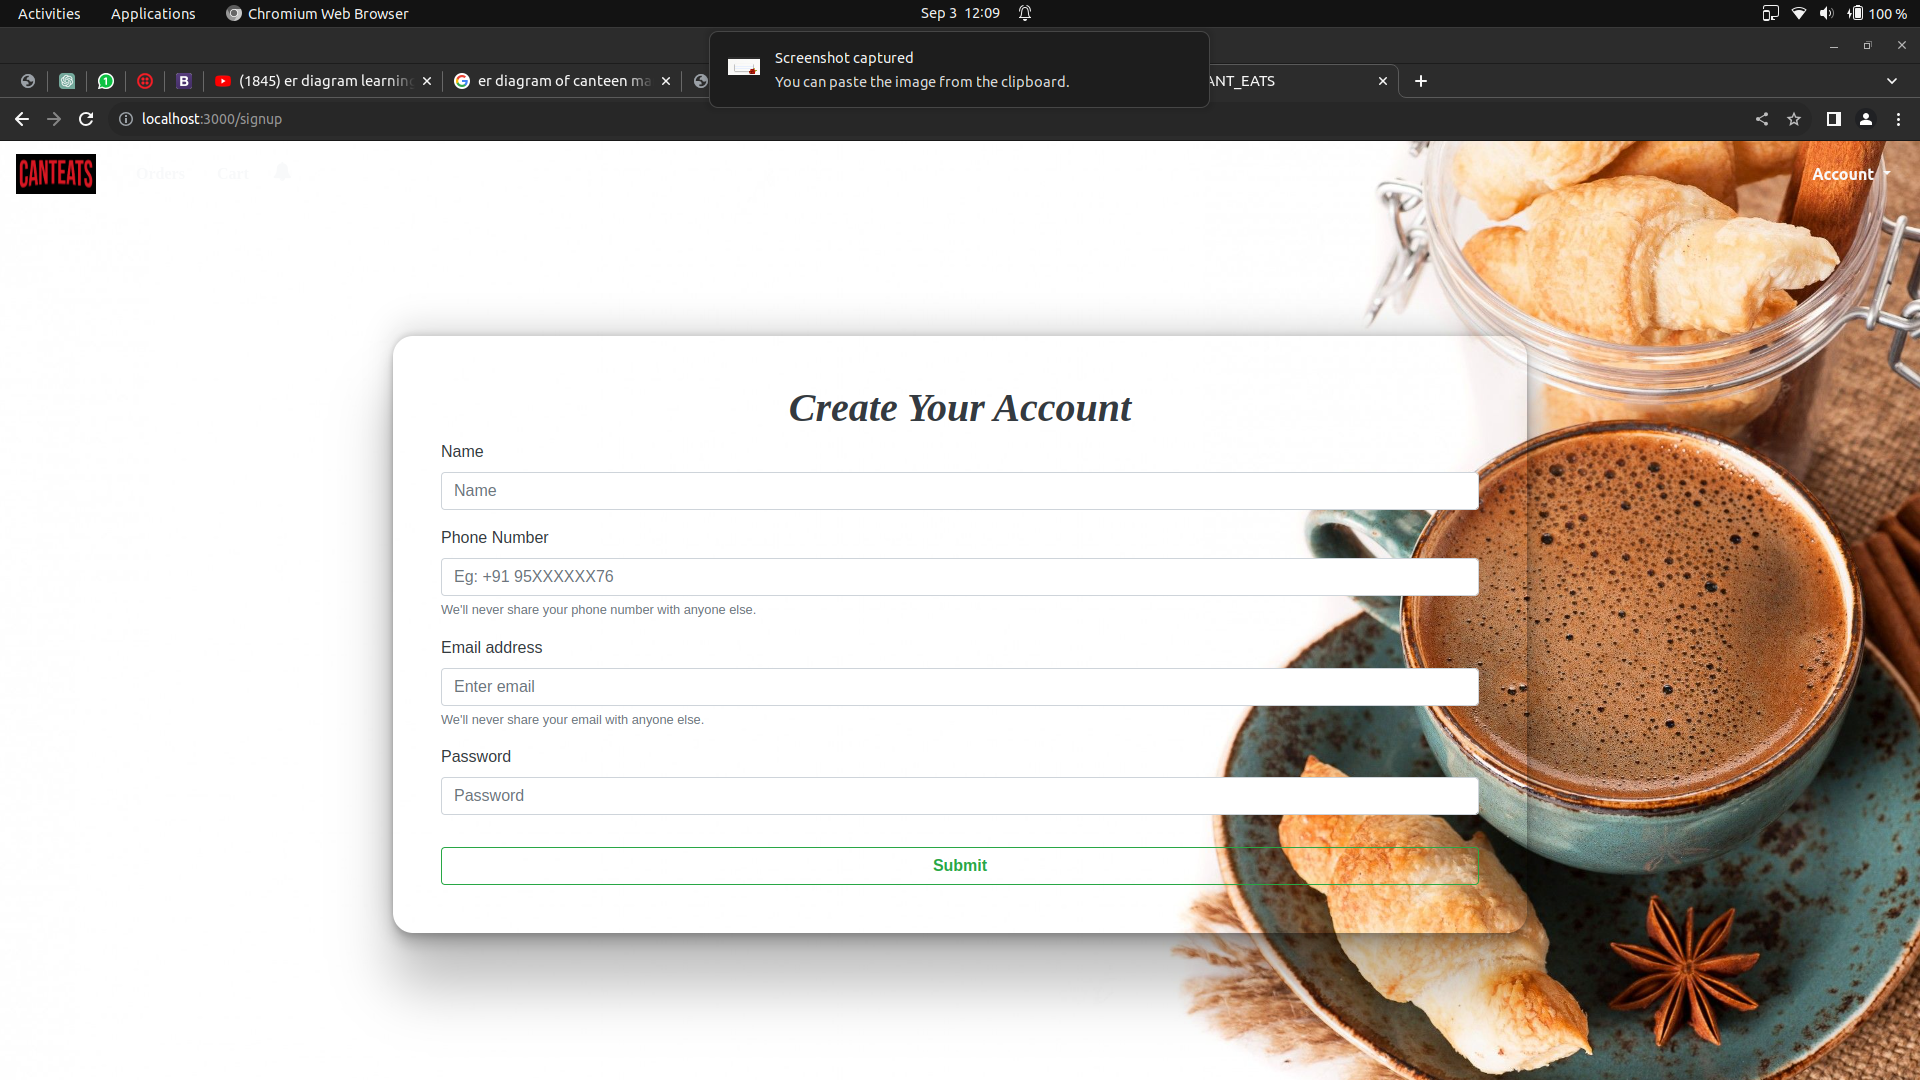 Activities
Applications
Chromium Web Browser
Sep 3 12:09
100 %
Screenshot captured
You can paste the image from the clipboard.
1
B
(1845) er diagram learning
er diagram of canteen ma
ANT_EATS
localhost:3000/signup
CANTEATS
Orders
Cart
Account
Create Your Account
Name
Name
Phone Number
Eg: +91 95XXXXXX76
We'll never share your phone number with anyone else.
Email address
Enter email
We'll never share your email with anyone else.
Password
Password
Submit